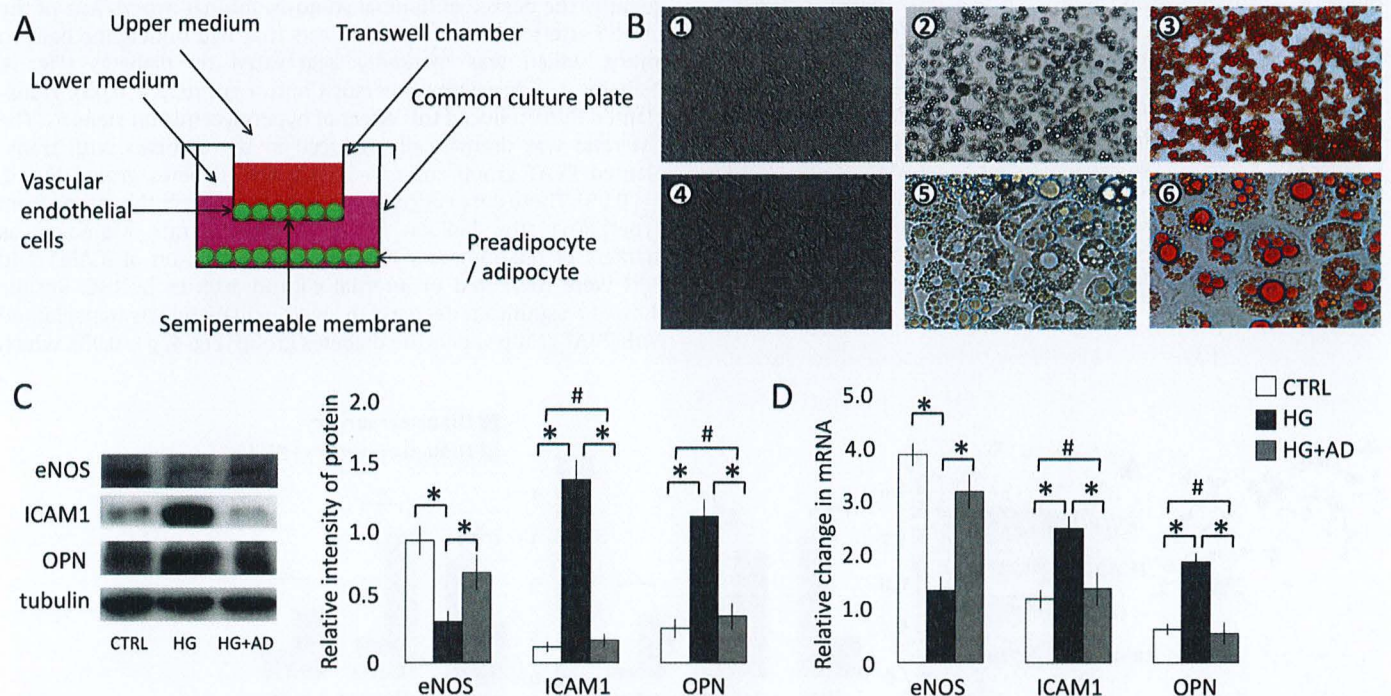 A
Upper medium
Lower medium
Transwell chamber
Common culture plate
Vascular
endothelial
cells
Preadipocyte
/ adipocyte
Semipermeable membrane
B
1
2
3
4
5
6
C
eNOS
ICAM1
OPN
tubulin
CTRL
HG
HG+AD
Relative intensity of protein
2.0
1.5
1.0
0.5
0
*
*
#
*
*
#
*
*
eNOS
ICAM1
OPN
D
Relative change in mRNA
5.0
4.0
3.0
2.0
1.0
0
*
*
#
*
*
#
*
*
eNOS
ICAM1
OPN
CTRL
HG
HG+AD